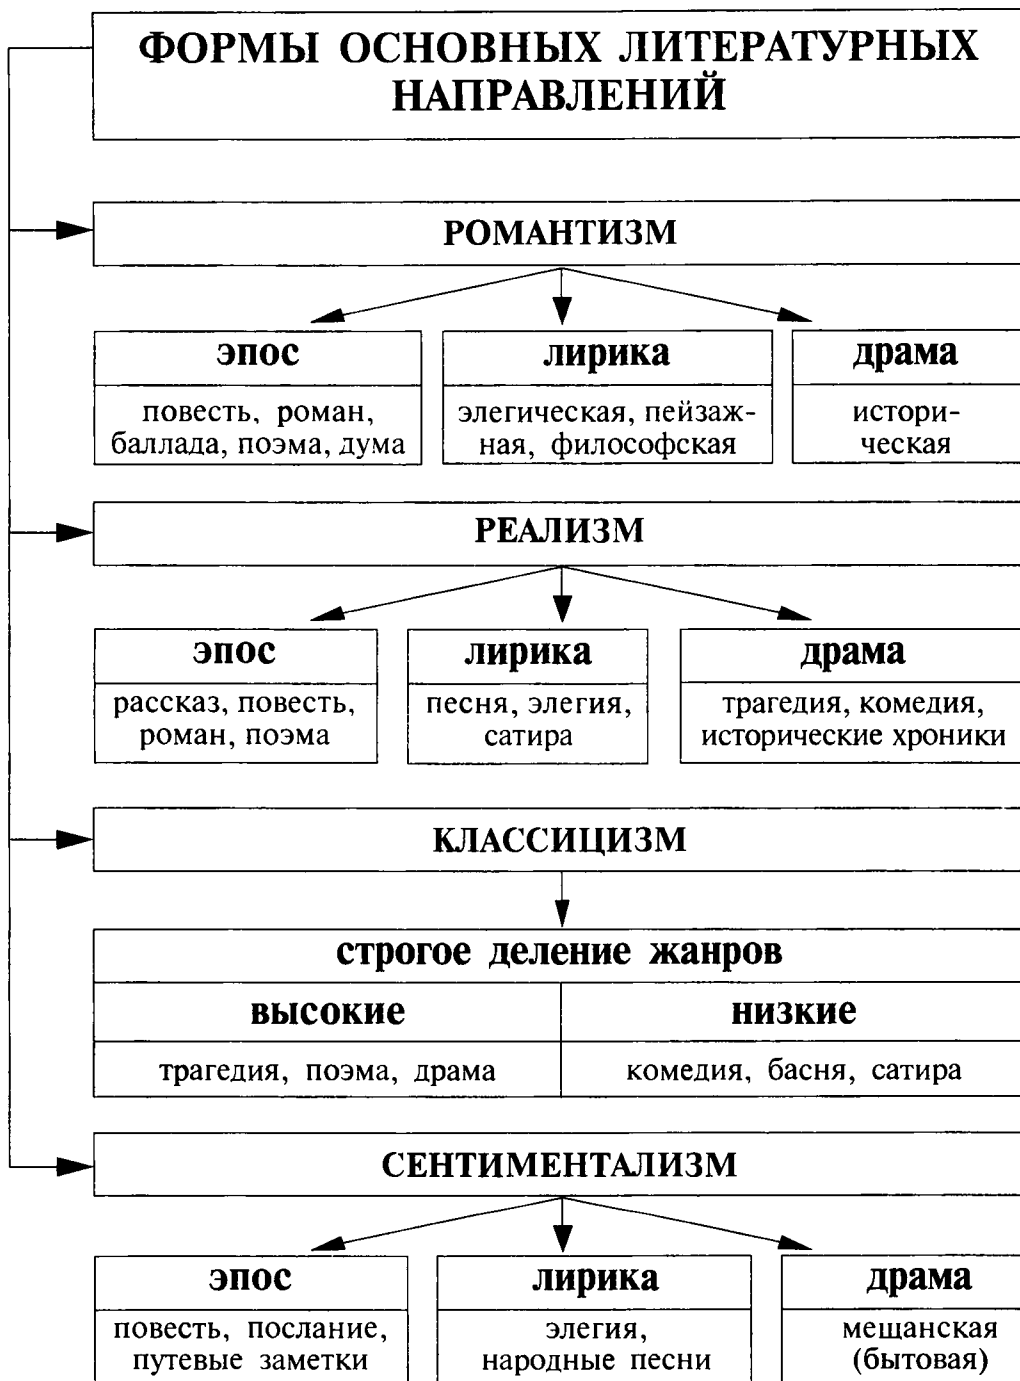 ФОРМЫ ОСНОВНЫХ ЛИТЕРАТУРНЫХ
НАПРАВЛЕНИЙ
РОМАНТИЗМ
эпос
повесть, роман,
баллада, поэма, дума
лирика
элегическая, пейзаж-
ная, философская
драма
истори-
ческая
РЕАЛИЗМ
эпос
рассказ, повесть,
роман, поэма
лирика
песня, элегия,
сатира
драма
трагедия, комедия,
исторические хроники
КЛАССИЦИЗМ
строгое деление жанров
высокие
трагедия, поэма, драма
низкие
комедия, басня, сатира
СЕНТИМЕНТАЛИЗМ
эпос
повесть, послание,
путевые заметки
лирика
элегия,
народные песни
драма
мещанская
(бытовая)